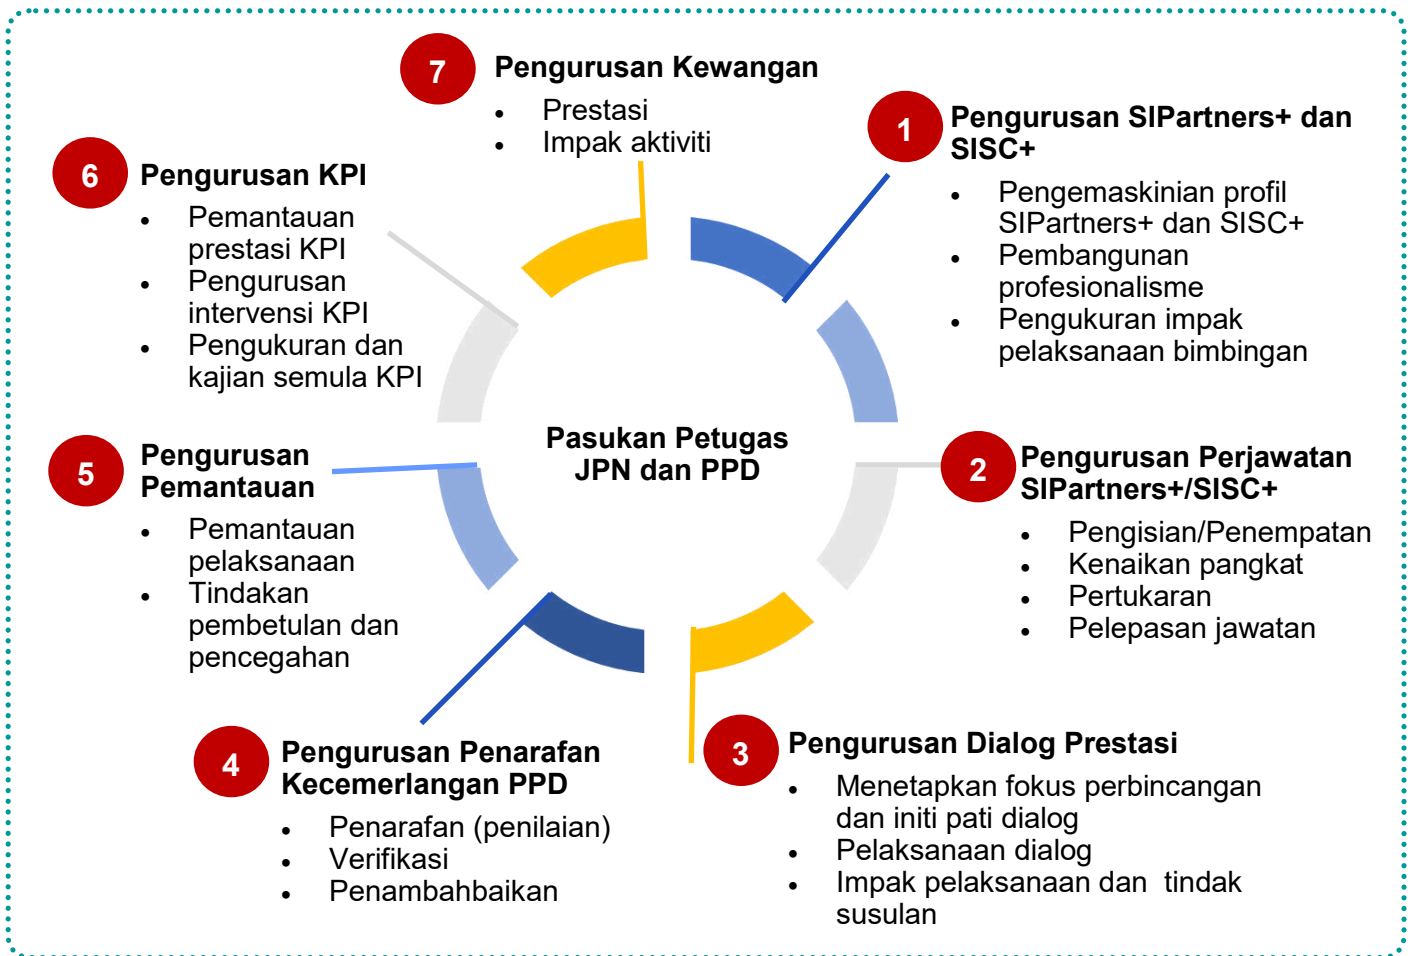 7
Pengurusan Kewangan
• Prestasi
• Impak aktiviti
1
Pengurusan SIPartners+ dan
SISC+
• Pengemaskinian profil
SIPartners+ dan SISC+
• Pembangunan
profesionalisme
• Pengukuran impak
pelaksanaan bimbingan
2
Pengurusan Perjawatan
SIPartners+/SISC+
• Pengisian/Penempatan
• Kenaikan pangkat
• Pertukaran
• Pelepasan jawatan
3
Pengurusan Dialog Prestasi
• Menetapkan fokus perbincangan
dan initi pati dialog
• Pelaksanaan dialog
• Impak pelaksanaan dan tindak
susulan
4
Pengurusan Penarafan
Kecemerlangan PPD
• Penarafan (penilaian)
• Verifikasi
• Penambahbaikan
5
Pengurusan
Pemantauan
• Pemantauan
pelaksanaan
• Tindakan
pembetulan dan
pencegahan
6
Pengurusan KPI
• Pemantauan
prestasi KPI
• Pengurusan
intervensi KPI
• Pengukuran dan
kajian semula KPI
Pasukan Petugas
JPN dan PPD